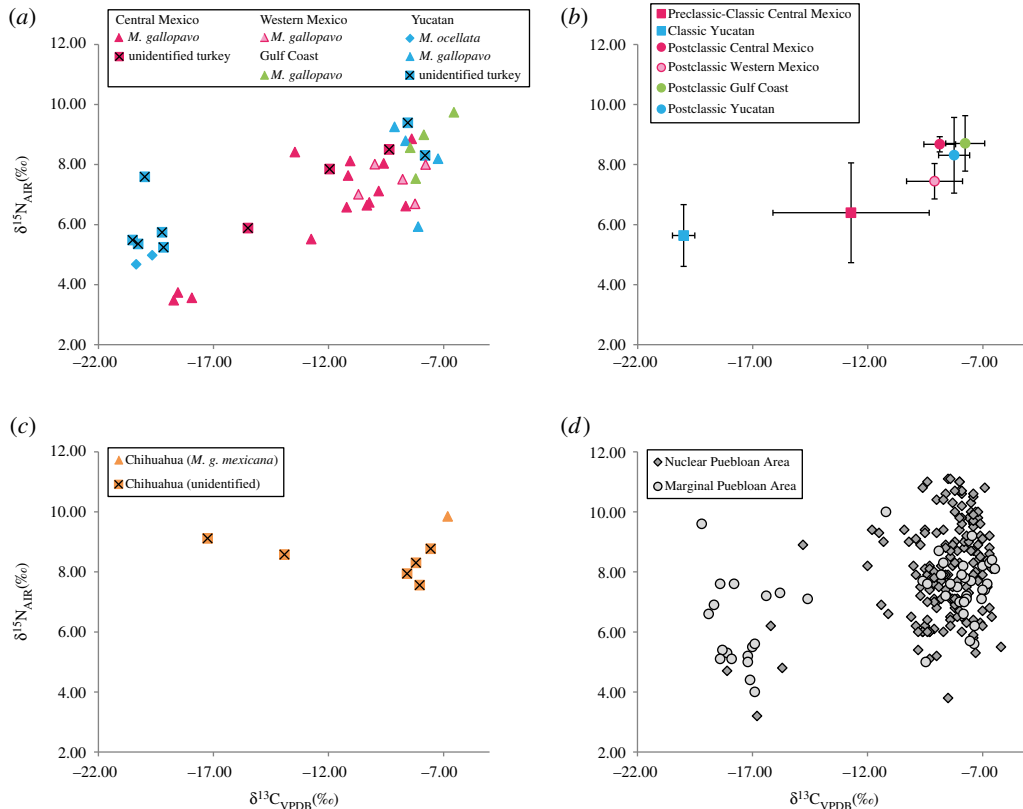 (a)
Central Mexico Western Mexico Yucatan
M. gallopavo M. gallopavo M. ocellata
unidentified turkey Gulf Coast M. gallopavo
M. gallopavo unidentified turkey
12.00
10.00
8.00
6.00
4.00
2.00
δ15NAIR(‰)
–22.00 –17.00 –12.00 –7.00
(b)
Preclassic-Classic Central Mexico
Classic Yucatan
Postclassic Central Mexico
Postclassic Western Mexico
Postclassic Gulf Coast
Postclassic Yucatan
12.00
10.00
8.00
6.00
4.00
2.00
–22.00 –17.00 –12.00 –7.00
(c)
Chihuahua (M. g. mexicana)
Chihuahua (unidentified)
12.00
10.00
8.00
6.00
4.00
2.00
δ15NAIR(‰)
–22.00 –17.00 –12.00 –7.00
δ13CVPDB(‰)
(d)
Nuclear Puebloan Area
Marginal Puebloan Area
12.00
10.00
8.00
6.00
4.00
2.00
–22.00 –17.00 –12.00 –7.00
δ13CVPDB(‰)